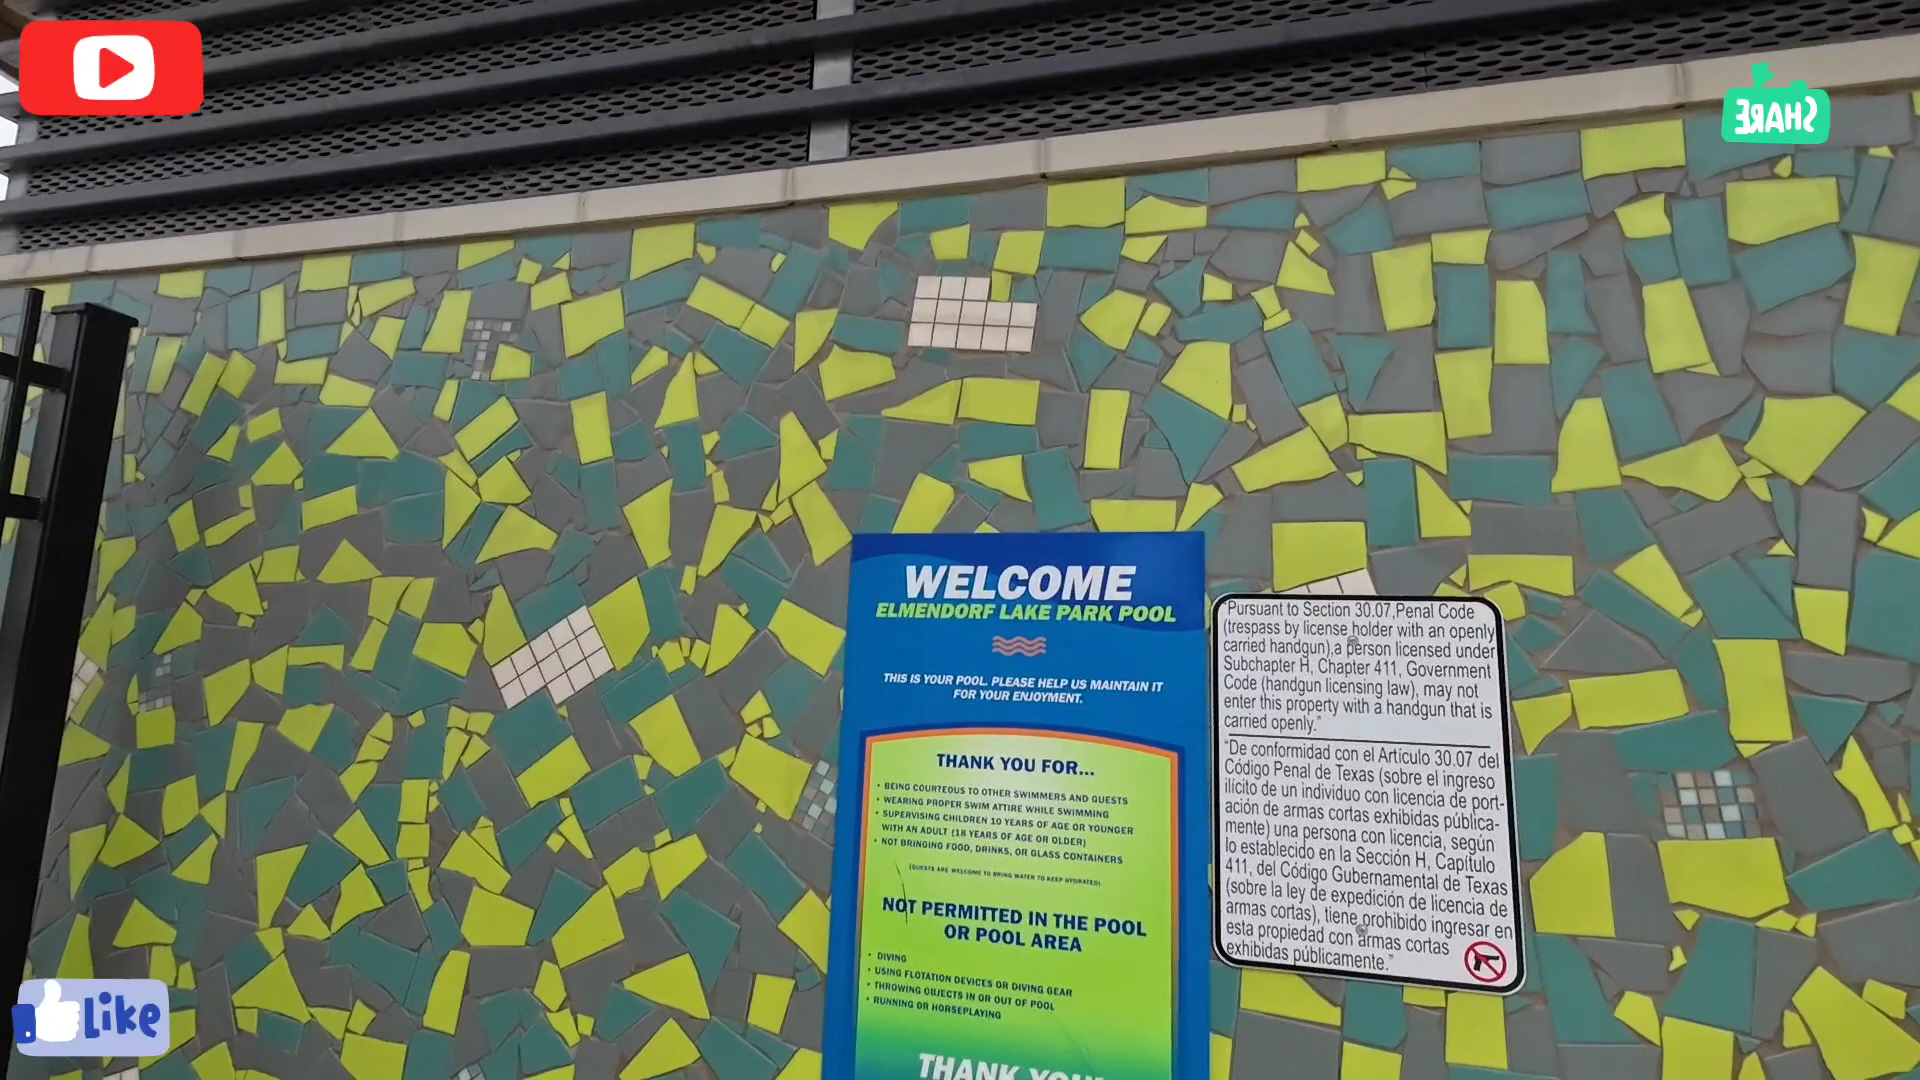 SHARE
WELCOME
ELMENDORF LAKE PARK POOL
THIS IS YOUR POOL. PLEASE HELP US MAINTAIN IT
FOR YOUR ENJOYMENT.
THANK YOU FOR...
• BEING COURTEOUS TO OTHER SWIMMERS AND GUESTS
• WEARING PROPER SWIM ATTIRE WHILE SWIMMING
• SUPERVISING CHILDREN 10 YEARS OF AGE OR YOUNGER
WITH AN ADULT (18 YEARS OF AGE OR OLDER)
• NOT BRINGING FOOD, DRINKS, OR GLASS CONTAINERS
(GUESTS ARE WELCOME TO BRING WATER TO KEEP HYDRATED)
NOT PERMITTED IN THE POOL
OR POOL AREA
• DIVING
• USING FLOTATION DEVICES OR DIVING GEAR
• THROWING OBJECTS IN OR OUT OF POOL
• RUNNING OR HORSEPLAYING
THANK YOU!
"Pursuant to Section 30.07,Penal Code
(trespass by license holder with an openly
carried handgun),a person licensed under
Subchapter H, Chapter 411, Government
Code (handgun licensing law), may not
enter this property with a handgun that is
carried openly."
"De conformidad con el Artículo 30.07 del
Código Penal de Texas (sobre el ingreso
ilícito de un individuo con licencia de port-
ación de armas cortas exhibidas pública-
mente) una persona con licencia, según
lo establecido en la Sección H, Capítulo
411, del Código Gubernamental de Texas
(sobre la ley de expedición de licencia de
armas cortas), tiene prohibido ingresar en
esta propiedad con armas cortas
exhibidas públicamente."
Like